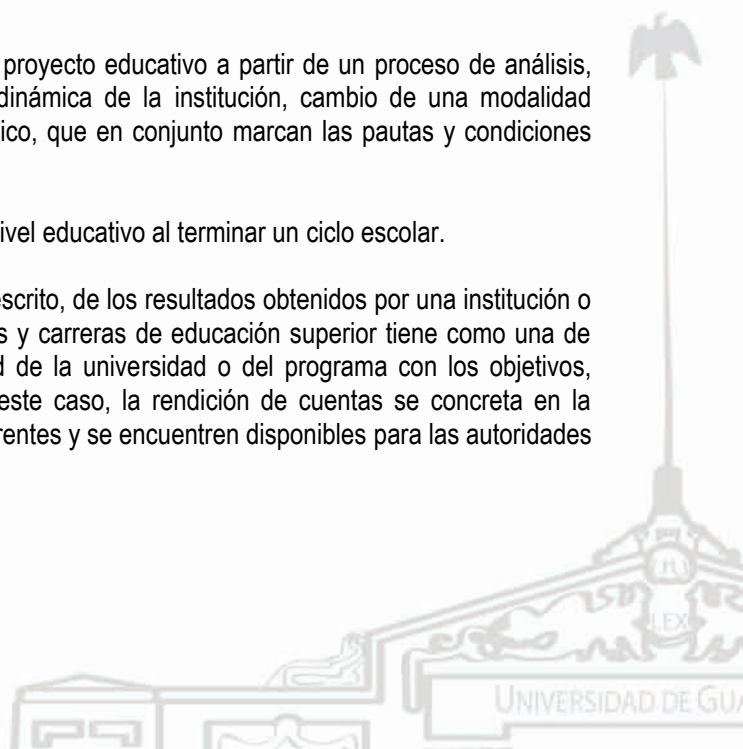 proyecto educativo a partir de un proceso de análisis,
dinámica de la institución, cambio de una modalidad
ico, que en conjunto marcan las pautas y condiciones
ivel educativo al terminar un ciclo escolar.
escrito, de los resultados obtenidos por una institución o
s y carreras de educación superior tiene como una de
d de la universidad o del programa con los objetivos,
este caso, la rendición de cuentas se concreta en la
rentes y se encuentren disponibles para las autoridades
LEX
UNIVERSIDAD DE GUA